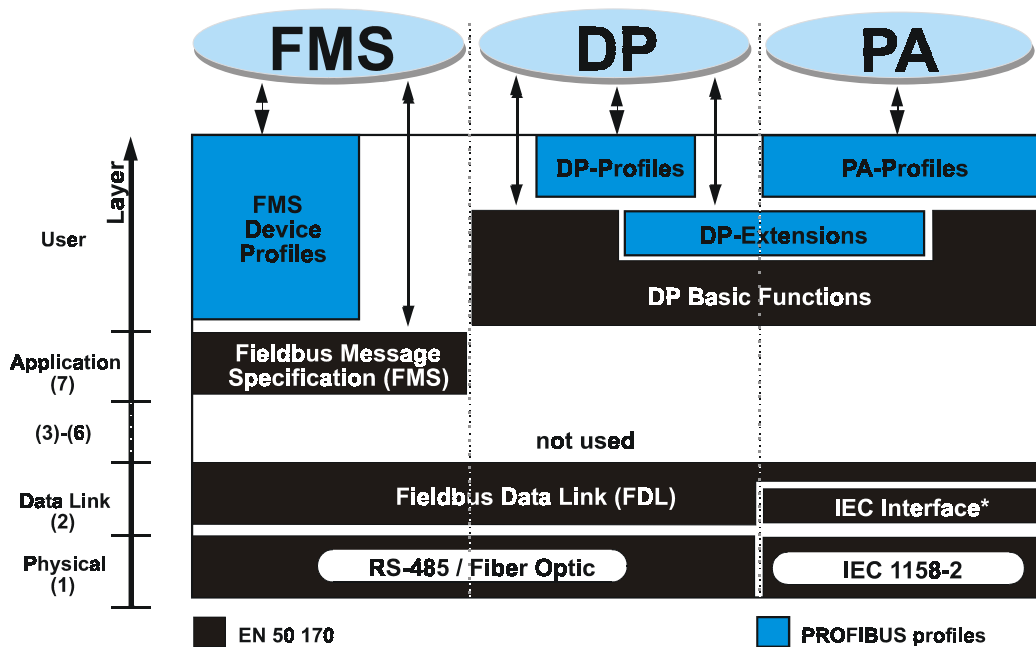 FMS
DP
PA
Layer
User
FMS
Device
Profiles
DP-Profiles
PA-Profiles
DP-Extensions
DP Basic Functions
Application
(7)
Fieldbus Message
Specification (FMS)
(3)-(6)
not used
Data Link
(2)
Fieldbus Data Link (FDL)
IEC Interface*
Physical
(1)
RS-485 / Fiber Optic
IEC 1158-2
EN 50 170
PROFIBUS profiles